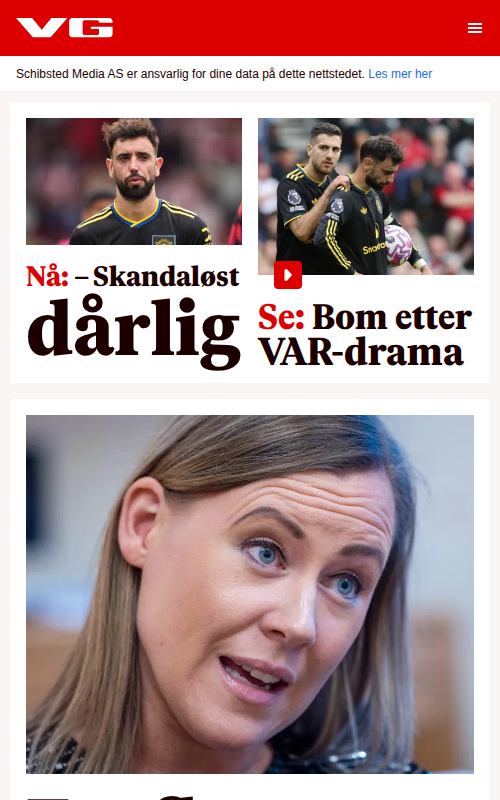 VG
Schibsted Media AS er ansvarlig for dine data på dette nettstedet. Les mer her
Nå: – Skandaløst
dårlig
Se: Bom etter
VAR-drama